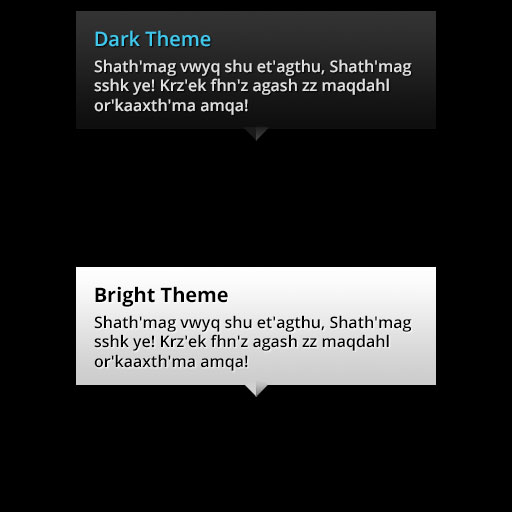 Dark Theme
Shath'mag vwyq shu et'agthu, Shath'mag
sshk ye! Krz'ek fhn'z agash zz maqdahl
or'kaaxth'ma amqa!
Bright Theme
Shath'mag vwyq shu et'agthu, Shath'mag
sshk ye! Krz'ek fhn'z agash zz maqdahl
or'kaaxth'ma amqa!